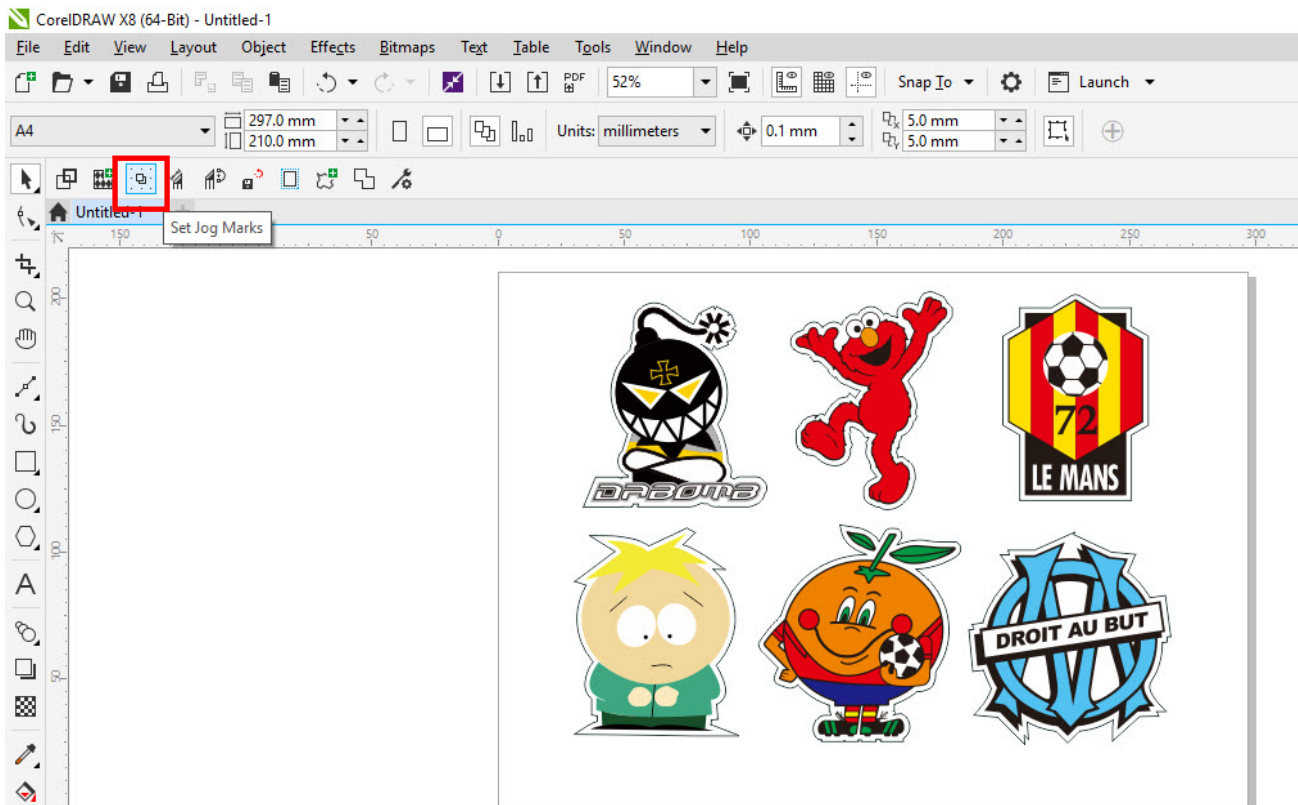 CorelDRAW X8 (64-Bit) - Untitled-1
File Edit View Layout Object Effects Bitmaps Text Table Tools Window Help
PDF 52% Snap To Launch
A4 297.0 mm 210.0 mm Units: millimeters 0.1 mm 5.0 mm 5.0 mm
Untitled-1
Set Jog Marks
150 50 0 50 100 150 200 250 300
200
150
100
50
DABOMB
72
LE MANS
DROIT AU BUT